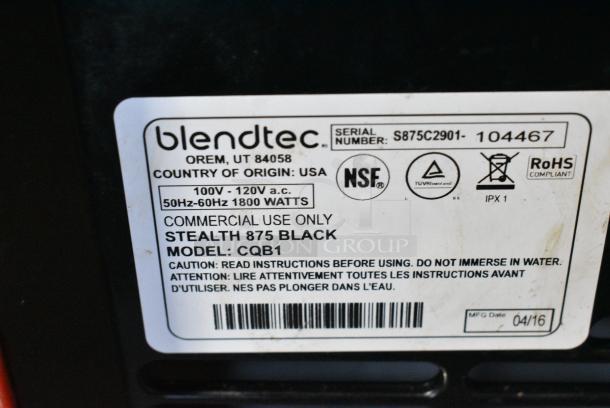 blendtec.
OREM, UT 84058
COUNTRY OF ORIGIN: USA
SERIAL NUMBER: S875C2901- 104467
100V - 120V a.c.
50Hz-60Hz 1800 WATTS
NSF®
TÜVRheinland
IPX 1
RoHS
COMPLIANT
COMMERCIAL USE ONLY
STEALTH 875 BLACK
MODEL: CQB1
CAUTION: READ INSTRUCTIONS BEFORE USING. DO NOT IMMERSE IN WATER.
ATTENTION: LIRE ATTENTIVEMENT TOUTES LES INSTRUCTIONS AVANT
D'UTILISER. NES PAS PLONGER DANS L'EAU.
MFG Date 04/16